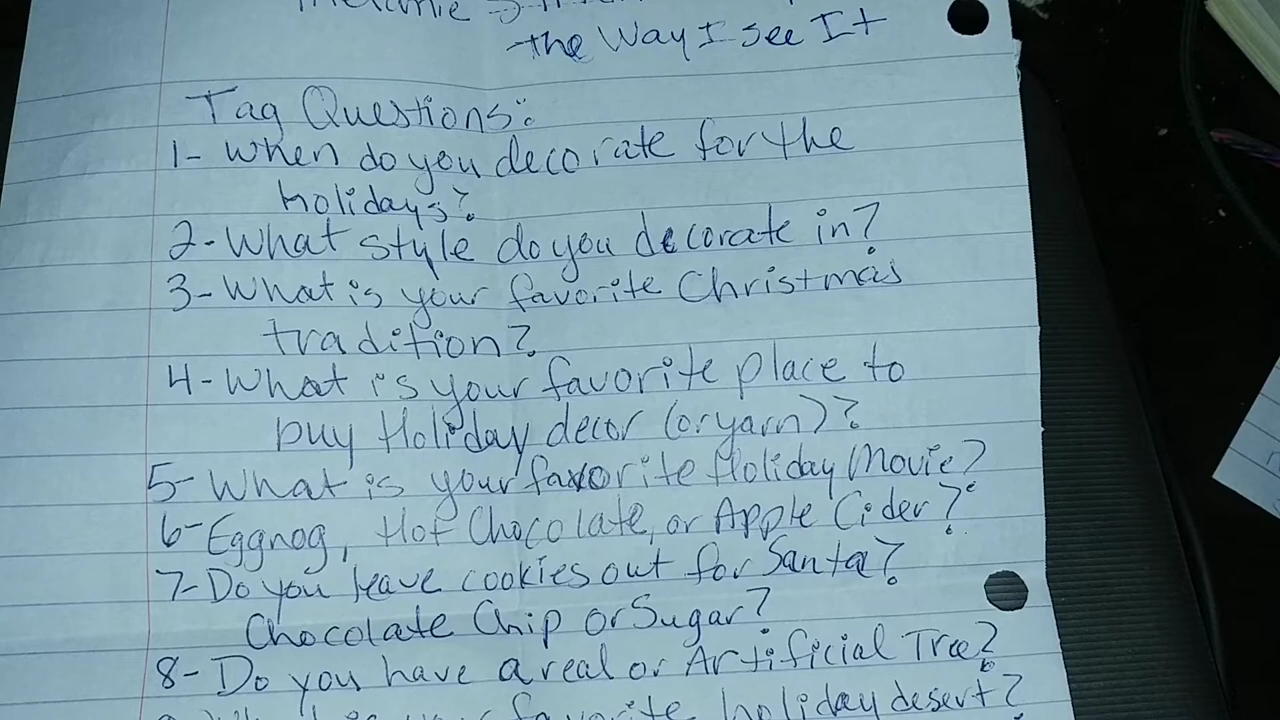 the Way I see It
Tag Questions:
1- When do you decorate for the
holidays?
2- What style do you decorate in?
3- What is your favorite Christmas
tradition?
4- What is your favorite place to
buy Holiday decor (or yarn)?
5- What is your favorite Holiday Movie?
6- Eggnog, Hot Chocolate, or Apple Cider?
7- Do you leave cookies out for Santa?
Chocolate Chip or Sugar?
8- Do you have a real or Artificial Tree?
favorite holiday desert?